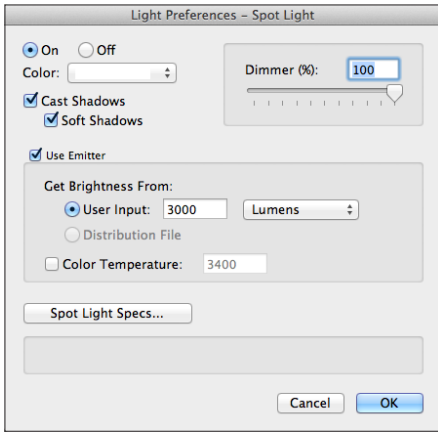 Light Preferences – Spot Light
On Off
Color:
Dimmer (%): 100
Cast Shadows
Soft Shadows
Use Emitter
Get Brightness From:
User Input: 3000 Lumens
Distribution File
Color Temperature: 3400
Spot Light Specs...
Cancel OK